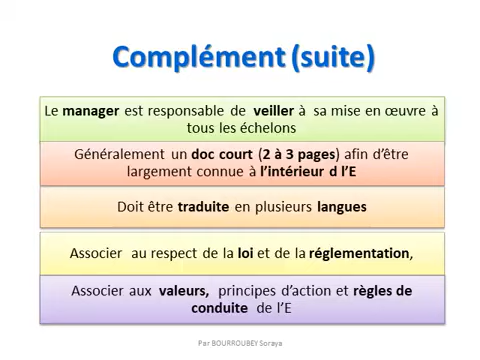 Complément (suite)
Le manager est responsable de veiller à sa mise en œuvre à
tous les échelons
Généralement un doc court (2 à 3 pages) afin d'être
largement connue à l'intérieur d l'E
Doit être traduite en plusieurs langues
Associer au respect de la loi et de la réglementation,
Associer aux valeurs, principes d'action et règles de
conduite de l'E
Par BOURROUBEY Soraya